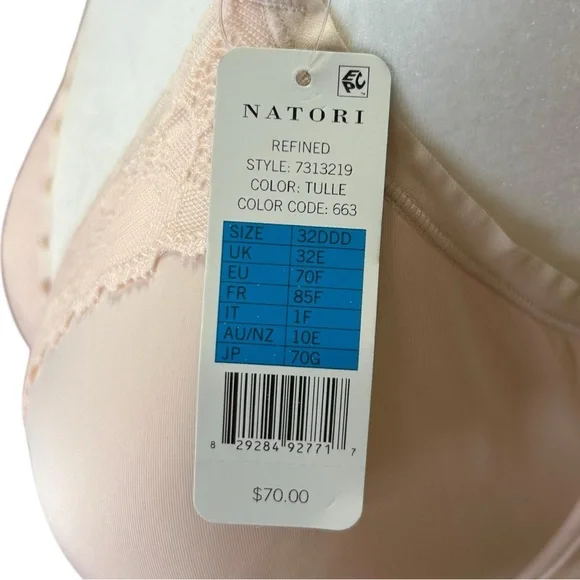 EPC
NATORI
REFINED
STYLE: 7313219
COLOR: TULLE
COLOR CODE: 663
SIZE 32DDD
UK 32E
EU 70F
FR 85F
IT 1F
AU/NZ 10E
JP 70G
8 29284 92771 7
$70.00